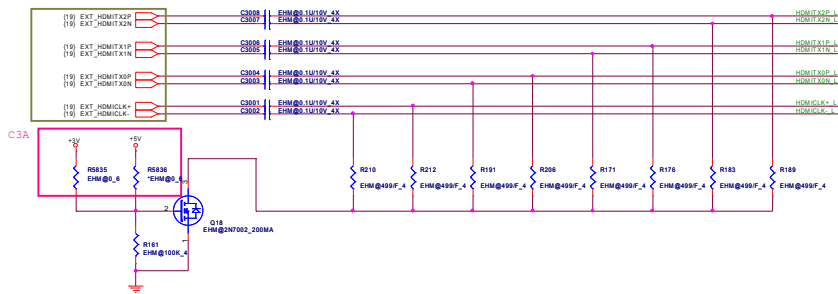 {19} EXT_HDMITX2P C3008 EHM@0.1U/10V_4X HDMITX2P_L
{19} EXT_HDMITX2N C3007 EHM@0.1U/10V_4X HDMITX2N_L
{19} EXT_HDMITX1P C3006 EHM@0.1U/10V_4X HDMITX1P_L
{19} EXT_HDMITX1N C3005 EHM@0.1U/10V_4X HDMITX1N_L
{19} EXT_HDMITX0P C3004 EHM@0.1U/10V_4X HDMITX0P_L
{19} EXT_HDMITX0N C3003 EHM@0.1U/10V_4X HDMITX0N_L
{19} EXT_HDMICLK+ C3001 EHM@0.1U/10V_4X HDMICLK+_L
{19} EXT_HDMICLK- C3002 EHM@0.1U/10V_4X HDMICLK-_L
C3A
+3V +5V
R5835 R5836 R210 R212 R191 R206 R171 R176 R183 R189
EHM@0_6 *EHM@0_6 EHM@499/F_4 EHM@499/F_4 EHM@499/F_4 EHM@499/F_4 EHM@499/F_4 EHM@499/F_4 EHM@499/F_4 EHM@499/F_4
3
2
Q18
EHM@2N7002_200MA
1
R161
EHM@100K_4